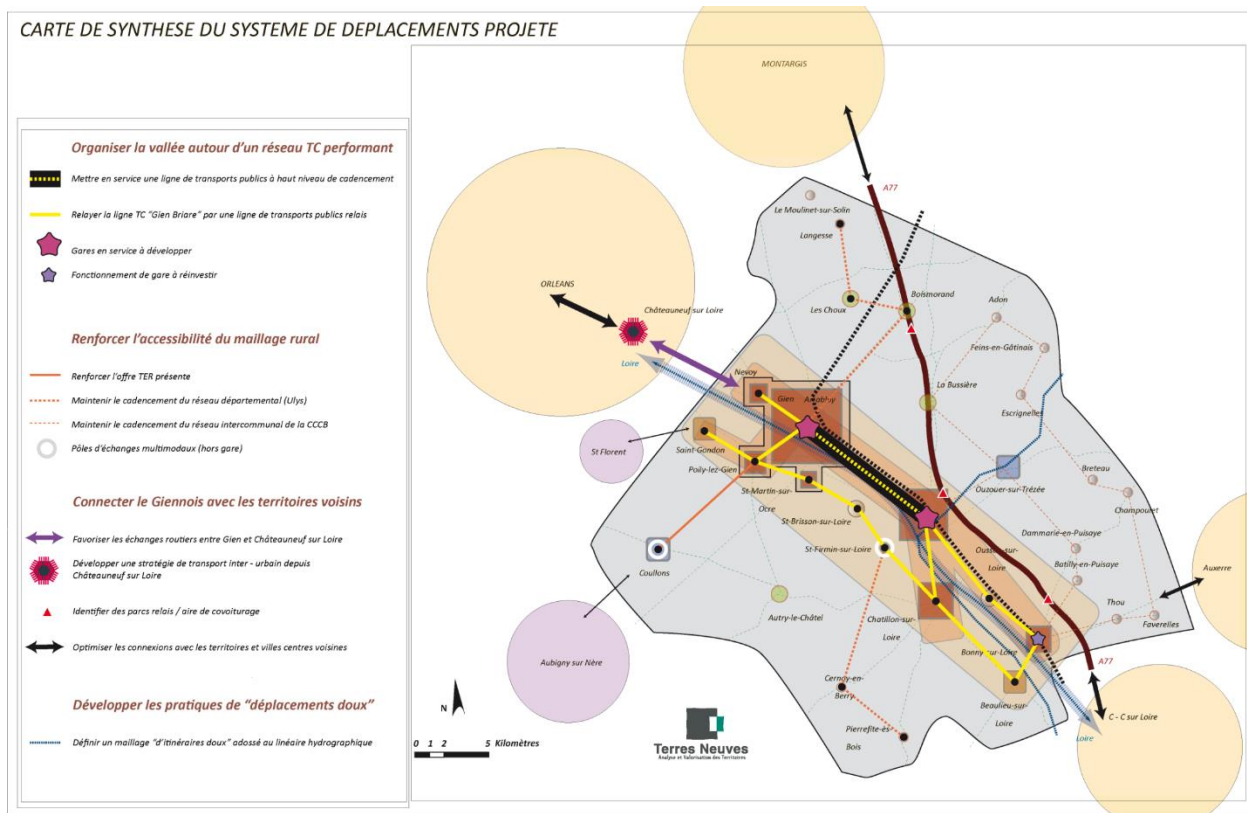 CARTE DE SYNTHESE DU SYSTEME DE DEPLACEMENTS PROJETE
Organiser la vallée autour d'un réseau TC performant
Mettre en service une ligne de transports publics à haut niveau de cadencement
Relayer la ligne TC "Gien Briare" par une ligne de transports publics relais
Gares en service à développer
Fonctionnement de gare à réinvestir
Renforcer l'accessibilité du maillage rural
Renforcer l'offre TER présente
Maintenir le cadencement du réseau départemental (Ulys)
Maintenir le cadencement du réseau intercommunal de la CCCB
Pôles d'échanges multimodaux (hors gare)
Connecter le Giennois avec les territoires voisins
Favoriser les échanges routiers entre Gien et Châteauneuf sur Loire
Développer une stratégie de transport inter - urbain depuis
Châteauneuf sur Loire
Identifier des parcs relais / aire de covoiturage
Optimiser les connexions avec les territoires et villes centres voisines
Développer les pratiques de "déplacements doux"
Définir un maillage "d'itinéraires doux" adossé au linéaire hydrographique
MONTARGIS
A77
Le Moulinet-sur-Solin
Langesse
ORLEANS
Châteauneuf sur Loire
Les Choux
Boismorand
Adon
Loire
Feins-en-Gâtinais
Nevoy
Gien
La Bussière
Escrignelles
St Florent
Saint-Gondon
Poily-lez-Gien
Ouzouer-sur-Trézée
Breteau
Champoulet
St-Martin-sur-
Ocre
St-Brisson-sur-Loire
St-Firmin-sur-Loire
Coullons
Dammarie-en-Puisaye
Ousson-sur-
Loire
Batilly-en-Puisaye
Auxerre
Autry-le-Châtel
Chatillon-sur-
Loire
Thou
Faverelles
Bonny-sur-Loire
Aubigny sur Nère
Cernoy-en-
Berry
A77
Beaulieu-sur-
Loire
C - C sur Loire
Loire
Pierrefite-ès
Bois
N
0 1 2 5 Kilomètres
Terres Neuves
Analyse et Valorisation des Territoires